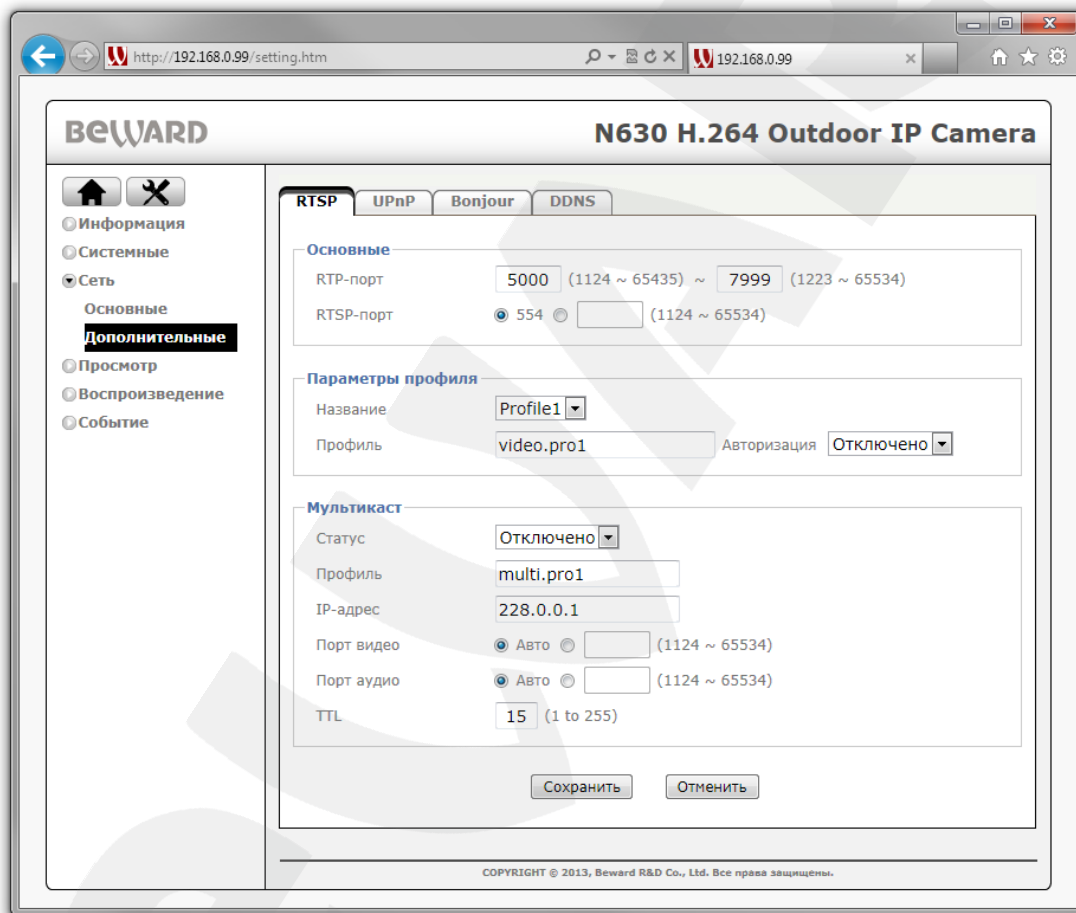 http://192.168.0.99/setting.htm
192.168.0.99
BEWARD
N630 H.264 Outdoor IP Camera
Информация
Системные
Сеть
Основные
Дополнительные
Просмотр
Воспроизведение
Событие
RTSP UPnP Bonjour DDNS
Основные
RTP-порт 5000 (1124 ~ 65435) ~ 7999 (1223 ~ 65534)
RTSP-порт 554 (1124 ~ 65534)
Параметры профиля
Название Profile1
Профиль video.pro1 Авторизация Отключено
Мультикаст
Статус Отключено
Профиль multi.pro1
IP-адрес 228.0.0.1
Порт видео Авто (1124 ~ 65534)
Порт аудио Авто (1124 ~ 65534)
TTL 15 (1 to 255)
Сохранить Отменить
COPYRIGHT © 2013, Beward R&D Co., Ltd. Все права защищены.